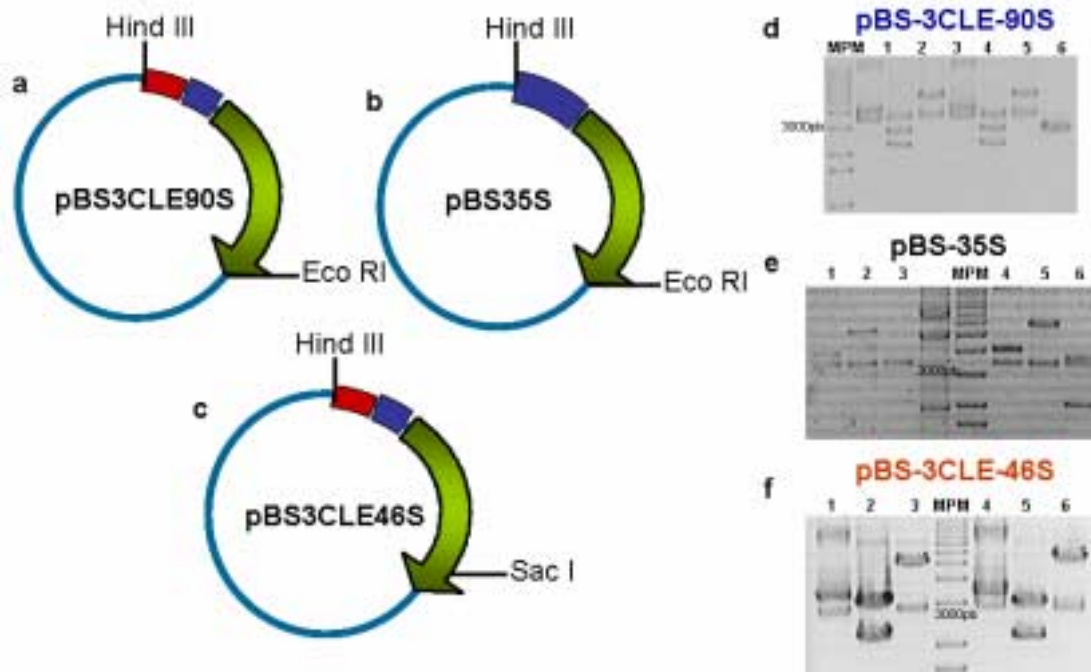 Hind III
a
pBS3CLE90S
Eco RI
Hind III
b
pBS35S
Eco RI
Hind III
c
pBS3CLE46S
Sac I
pBS-3CLE-90S
d
MPM 1 2 3 4 5 6
pBS-35S
e
1 2 3 MPM 4 5 6
pBS-3CLE-46S
f
1 2 3 MPM 4 5 6
3000pb